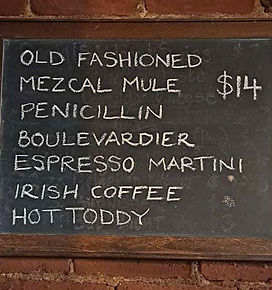 OLD FASHIONED
MEZCAL MULE $14
PENICILLIN
BOULEVARDIER
ESPRESSO MARTINI
IRISH COFFEE
HOT TODDY